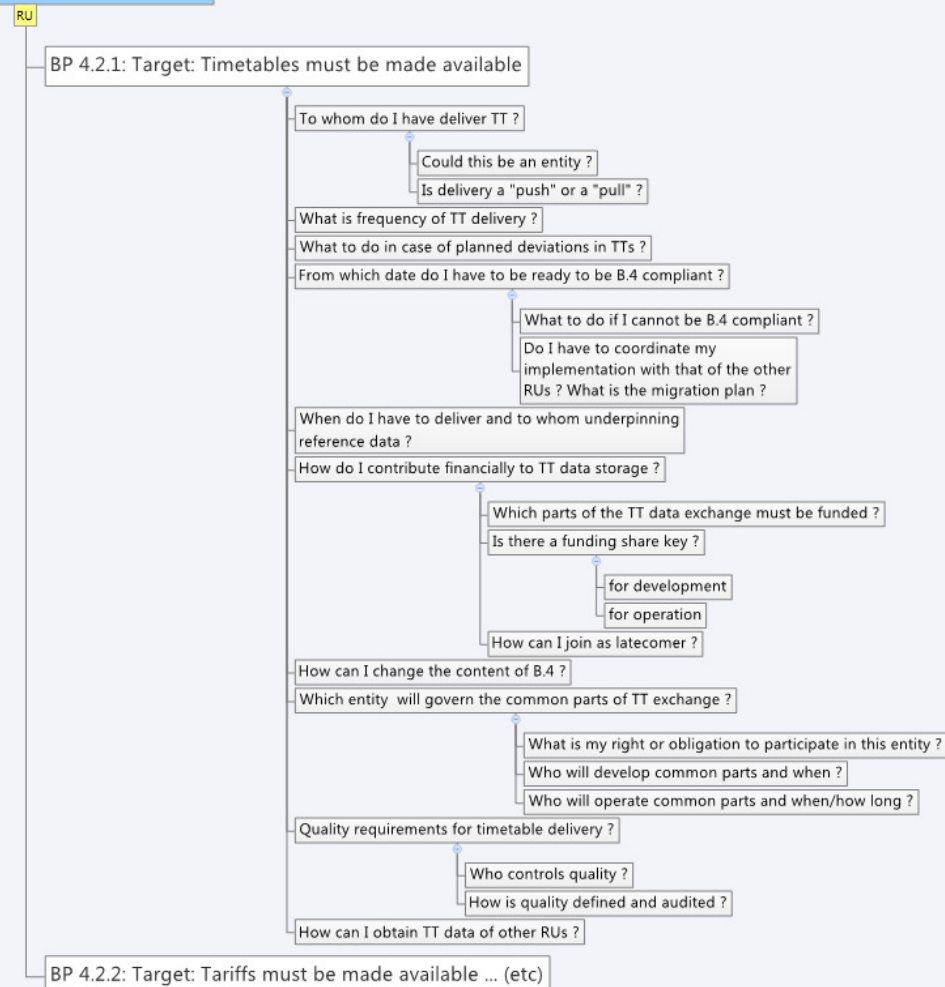 RU
BP 4.2.1: Target: Timetables must be made available
To whom do I have deliver TT ?
Could this be an entity ?
Is delivery a "push" or a "pull" ?
What is frequency of TT delivery ?
What to do in case of planned deviations in TTs ?
From which date do I have to be ready to be B.4 compliant ?
What to do if I cannot be B.4 compliant ?
Do I have to coordinate my
implementation with that of the other
RUs ? What is the migration plan ?
When do I have to deliver and to whom underpinning
reference data ?
How do I contribute financially to TT data storage ?
Which parts of the TT data exchange must be funded ?
Is there a funding share key ?
for development
for operation
How can I join as latecomer ?
How can I change the content of B.4 ?
Which entity  will govern the common parts of TT exchange ?
What is my right or obligation to participate in this entity ?
Who will develop common parts and when ?
Who will operate common parts and when/how long ?
Quality requirements for timetable delivery ?
Who controls quality ?
How is quality defined and audited ?
How can I obtain TT data of other RUs ?
BP 4.2.2: Target: Tariffs must be made available ... (etc)